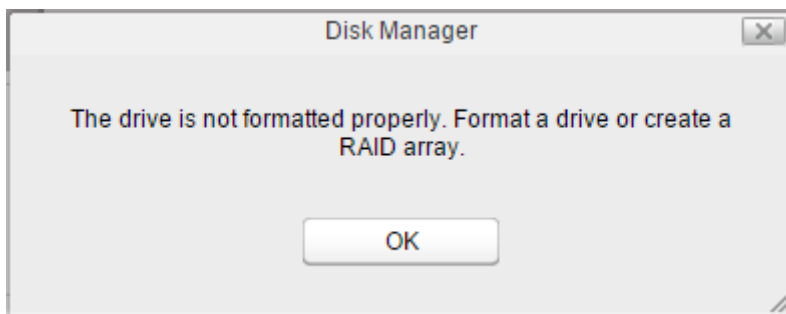 Disk Manager
The drive is not formatted properly. Format a drive or create a
RAID array.
OK